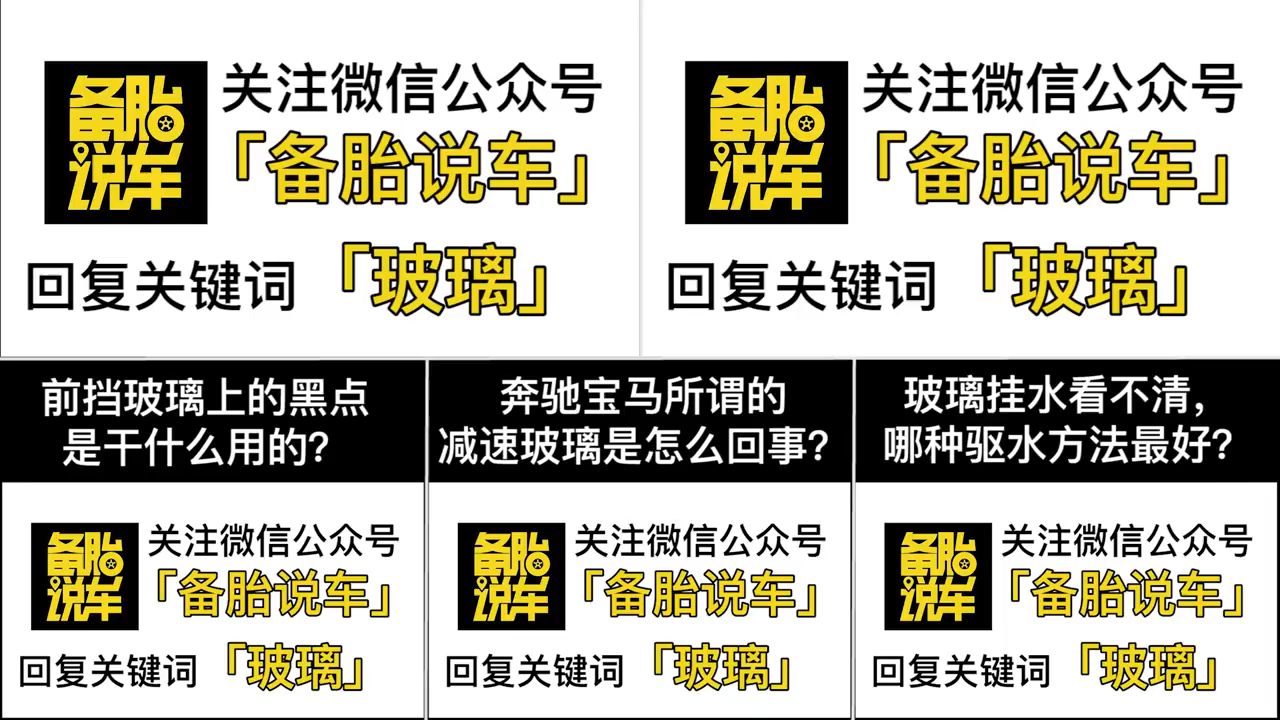 备胎
说车
关注微信公众号
「备胎说车」
回复关键词「玻璃」
备胎
说车
关注微信公众号
「备胎说车」
回复关键词「玻璃」
前挡玻璃上的黑点
是干什么用的?
备胎
说车
关注微信公众号
「备胎说车」
回复关键词「玻璃」
奔驰宝马所谓的
减速玻璃是怎么回事?
备胎
说车
关注微信公众号
「备胎说车」
回复关键词「玻璃」
玻璃挂水看不清,
哪种驱水方法最好?
备胎
说车
关注微信公众号
「备胎说车」
回复关键词「玻璃」